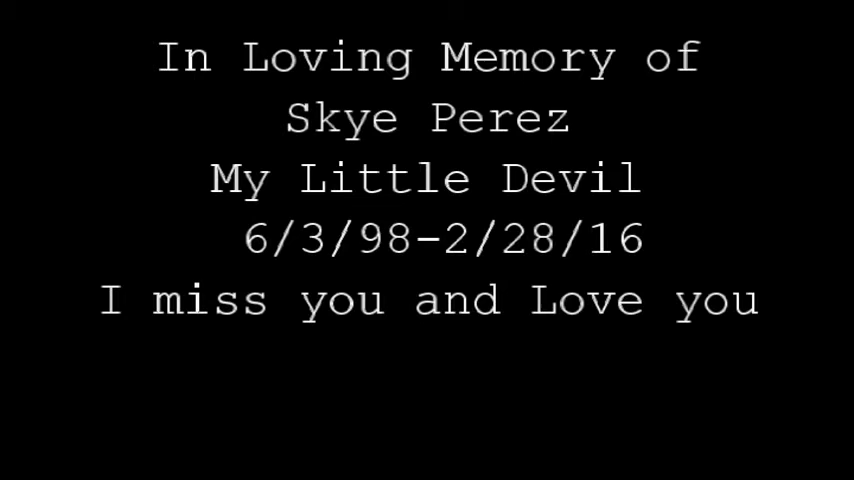 In Loving Memory of
Skye Perez
My Little Devil
6/3/98-2/28/16
I miss you and Love you